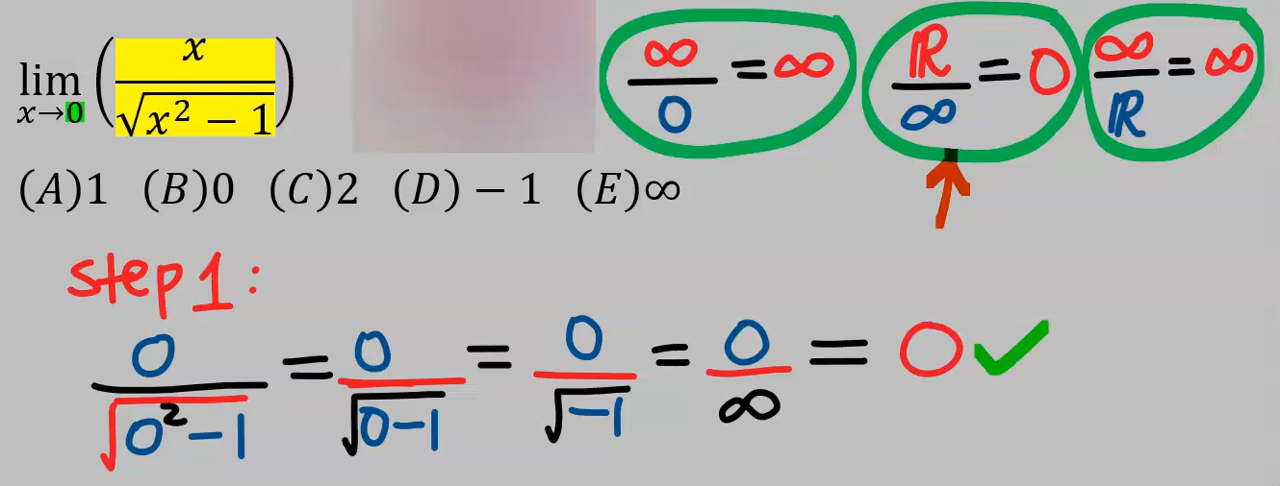 lim x→0 (x / √(x² − 1))
∞/0 = ∞ ℝ/∞ = 0 ∞/ℝ = ∞
(A)1 (B)0 (C)2 (D) − 1 (E)∞
step 1:
0/√(0² − 1) = 0/√(0 − 1) = 0/√(−1) = 0/∞ = 0 ✓